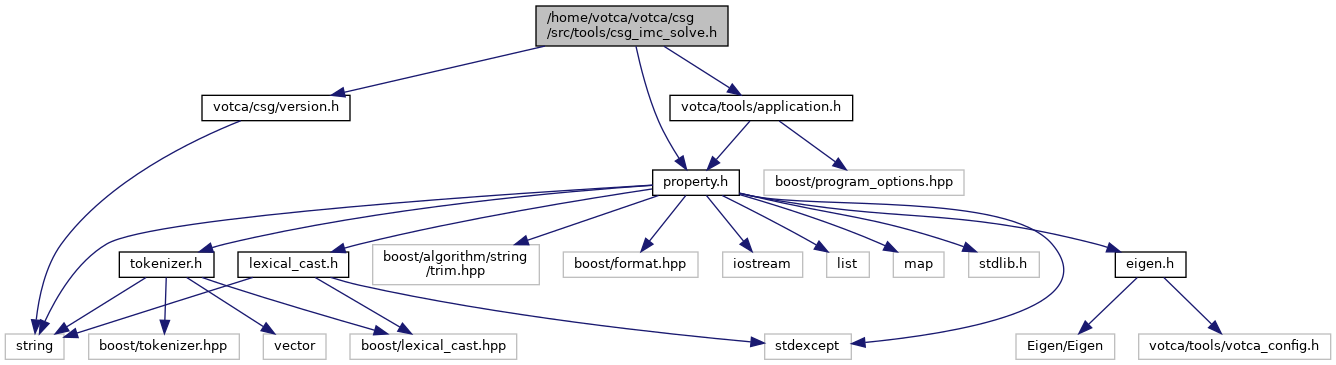 /home/votca/votca/csg
/src/tools/csg_imc_solve.h
votca/csg/version.h
votca/tools/application.h
property.h
boost/program_options.hpp
tokenizer.h
lexical_cast.h
boost/algorithm/string
/trim.hpp
boost/format.hpp
iostream
list
map
stdlib.h
eigen.h
string
boost/tokenizer.hpp
vector
boost/lexical_cast.hpp
stdexcept
Eigen/Eigen
votca/tools/votca_config.h